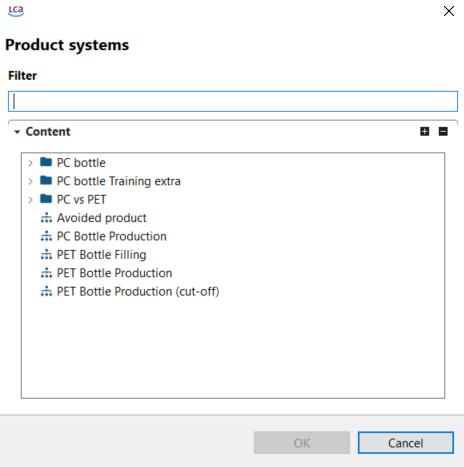 LCA
Product systems
Filter
Content
PC bottle
PC bottle Training extra
PC vs PET
Avoided product
PC Bottle Production
PET Bottle Filling
PET Bottle Production
PET Bottle Production (cut-off)
OK
Cancel